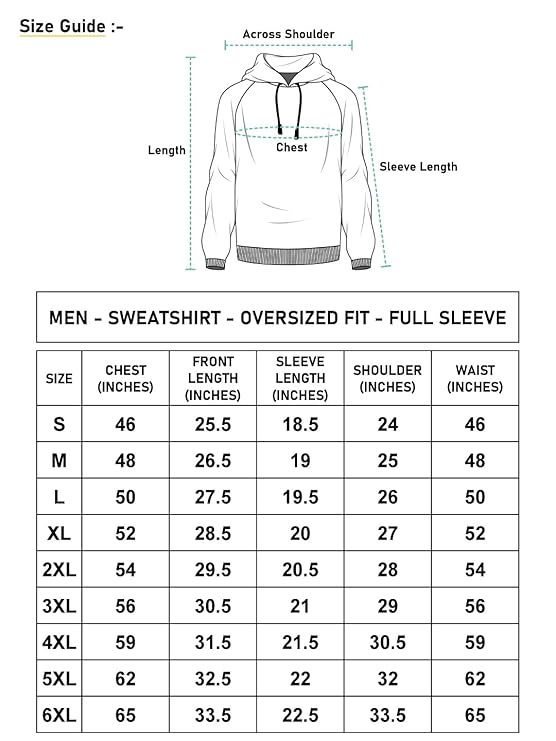 Size Guide :-
Across Shoulder
Length
Chest
Sleeve Length
MEN - SWEATSHIRT - OVERSIZED FIT - FULL SLEEVE
SIZE CHEST (INCHES) FRONT LENGTH (INCHES) SLEEVE LENGTH (INCHES) SHOULDER (INCHES) WAIST (INCHES)
S 46 25.5 18.5 24 46
M 48 26.5 19 25 48
L 50 27.5 19.5 26 50
XL 52 28.5 20 27 52
2XL 54 29.5 20.5 28 54
3XL 56 30.5 21 29 56
4XL 59 31.5 21.5 30.5 59
5XL 62 32.5 22 32 62
6XL 65 33.5 22.5 33.5 65